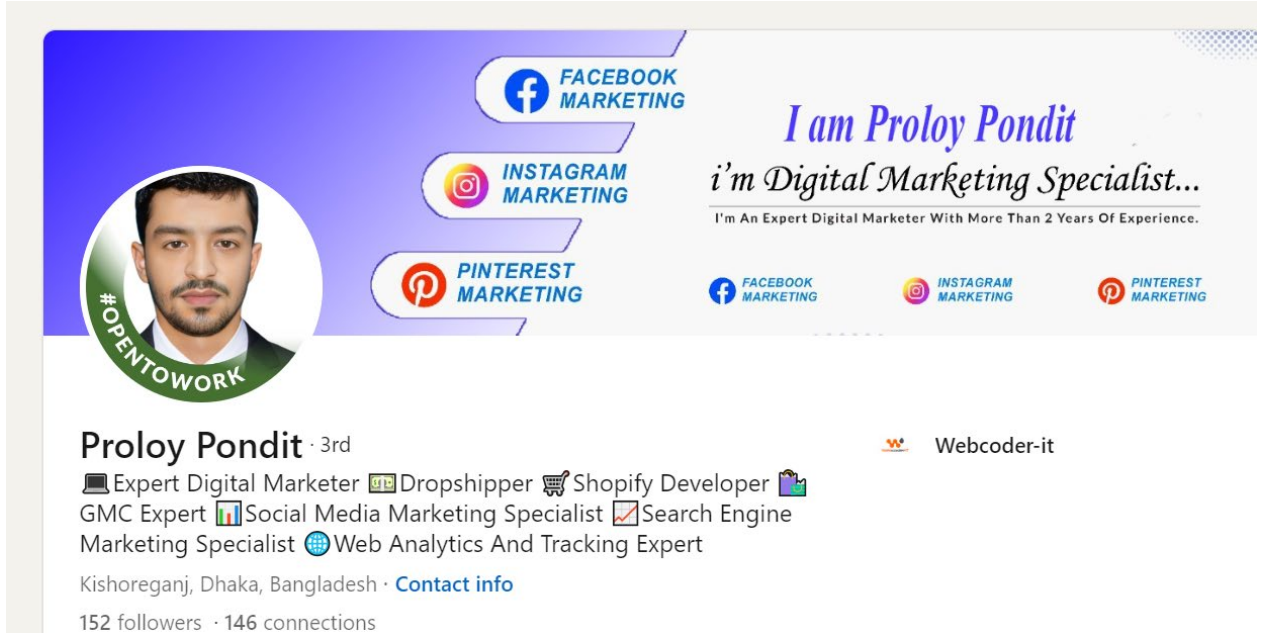 FACEBOOK
MARKETING
INSTAGRAM
MARKETING
PINTEREST
MARKETING
I am Proloy Pondit
i'm Digital Marketing Specialist...
I'm An Expert Digital Marketer With More Than 2 Years Of Experience.
FACEBOOK
MARKETING
INSTAGRAM
MARKETING
PINTEREST
MARKETING
#OPENTOWORK
Proloy Pondit · 3rd
💻Expert Digital Marketer 💵Dropshipper 🛒Shopify Developer 🛍️
GMC Expert 📊Social Media Marketing Specialist 📈Search Engine
Marketing Specialist 🌐Web Analytics And Tracking Expert
Kishoreganj, Dhaka, Bangladesh · Contact info
152 followers · 146 connections
Webcoder-it